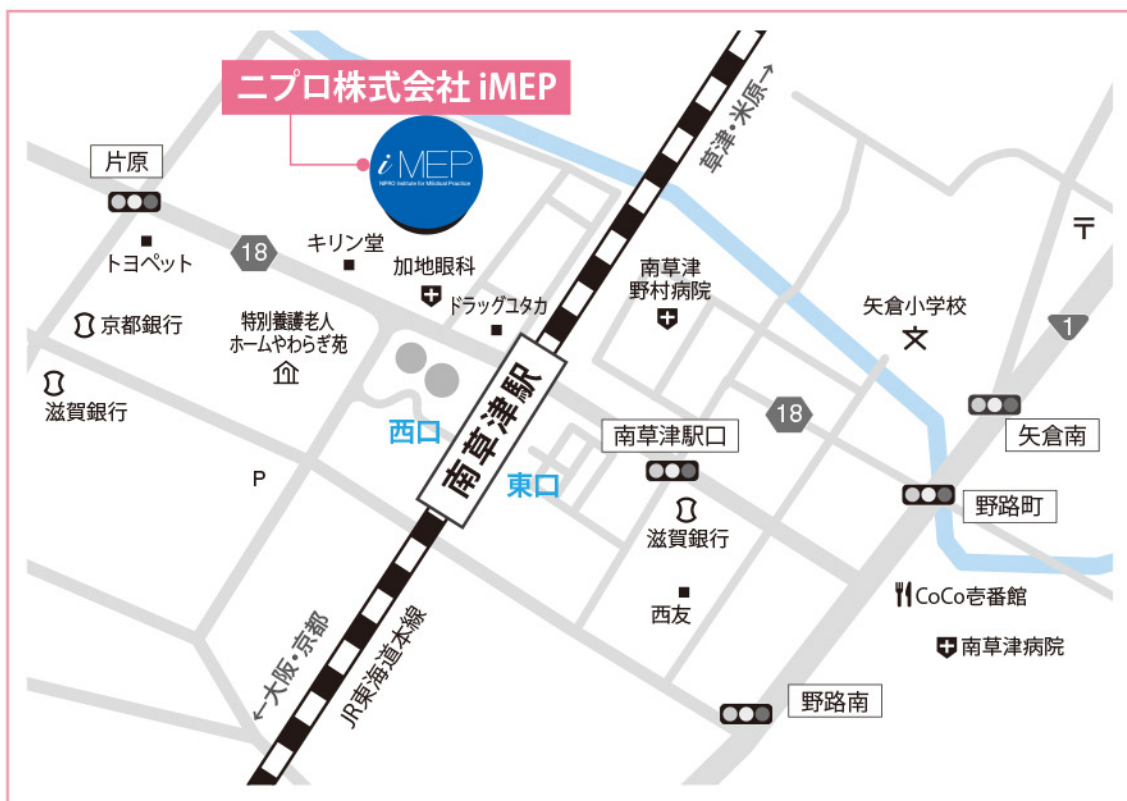 ニプロ株式会社 iMEP
i MEP
NIPRO Institute for Medical Practice
草津・米原→
片原
トヨペット
18
キリン堂
加地眼科
ドラッグユタカ
南草津
野村病院
矢倉小学校
〒
1
京都銀行
特別養護老人
ホームやわらぎ苑
滋賀銀行
西口
南草津駅
東口
南草津駅口
18
矢倉南
P
野路町
滋賀銀行
西友
CoCo壱番館
南草津病院
野路南
←大阪・京都
JR東海道本線